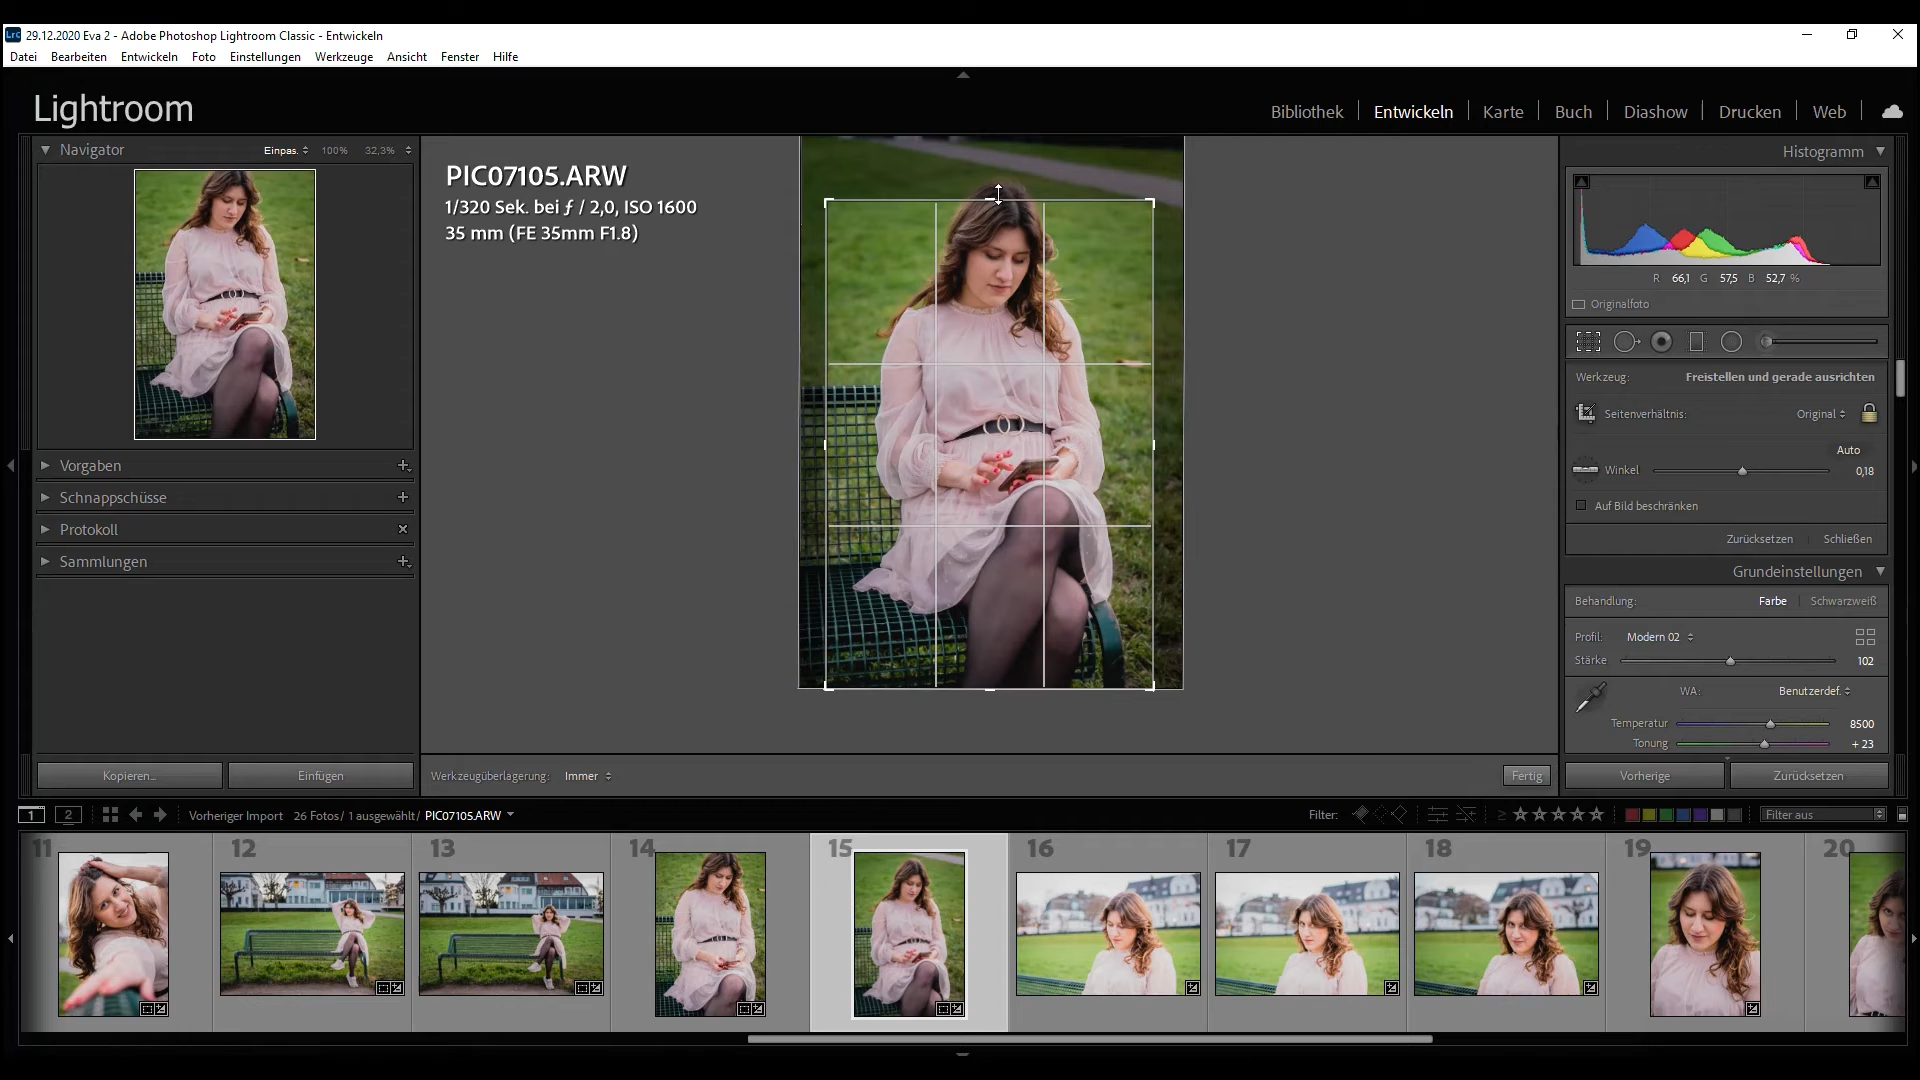 29.12.2020 Eva 2 - Adobe Photoshop Lightroom Classic - Entwickeln
Datei Bearbeiten Entwickeln Foto Einstellungen Bibliothek Ansicht Fenster Hilfe
Lightroom
Bibliothek Entwickeln Karte Buch Diashow Drucken Web
Navigator Einpas. 100% 32,3%
PIC07105.ARW
1/320 Sek. bei ƒ / 2,0, ISO 1600
35 mm (FE 35mm F1.8)
Histogramm
R 66,1 G 57,5 B 52,7 %
Originalfoto
Werkzeug: Freistellen und gerade ausrichten
Seitenverhältnis: Original
Auto
Winkel 0,18
Auf Bild beschränken
Zurücksetzen Schließen
Grundeinstellungen
Behandlung: Farbe Schwarzweiß
Profil: Modern 02
Stärke 102
WA: Benutzerdef.
Temperatur 8500
Tonung + 23
Vorgaben
Schnappschüsse
Protokoll
Sammlungen
Kopieren... Einfügen
Werkzeugüberlagerung: Immer Fertig
Vorherige Zurücksetzen
1 2 Vorheriger Import 26 Fotos / 1 ausgewählt / PIC07105.ARW Filter: Filter aus
11 12 13 14 15 16 17 18 19 20